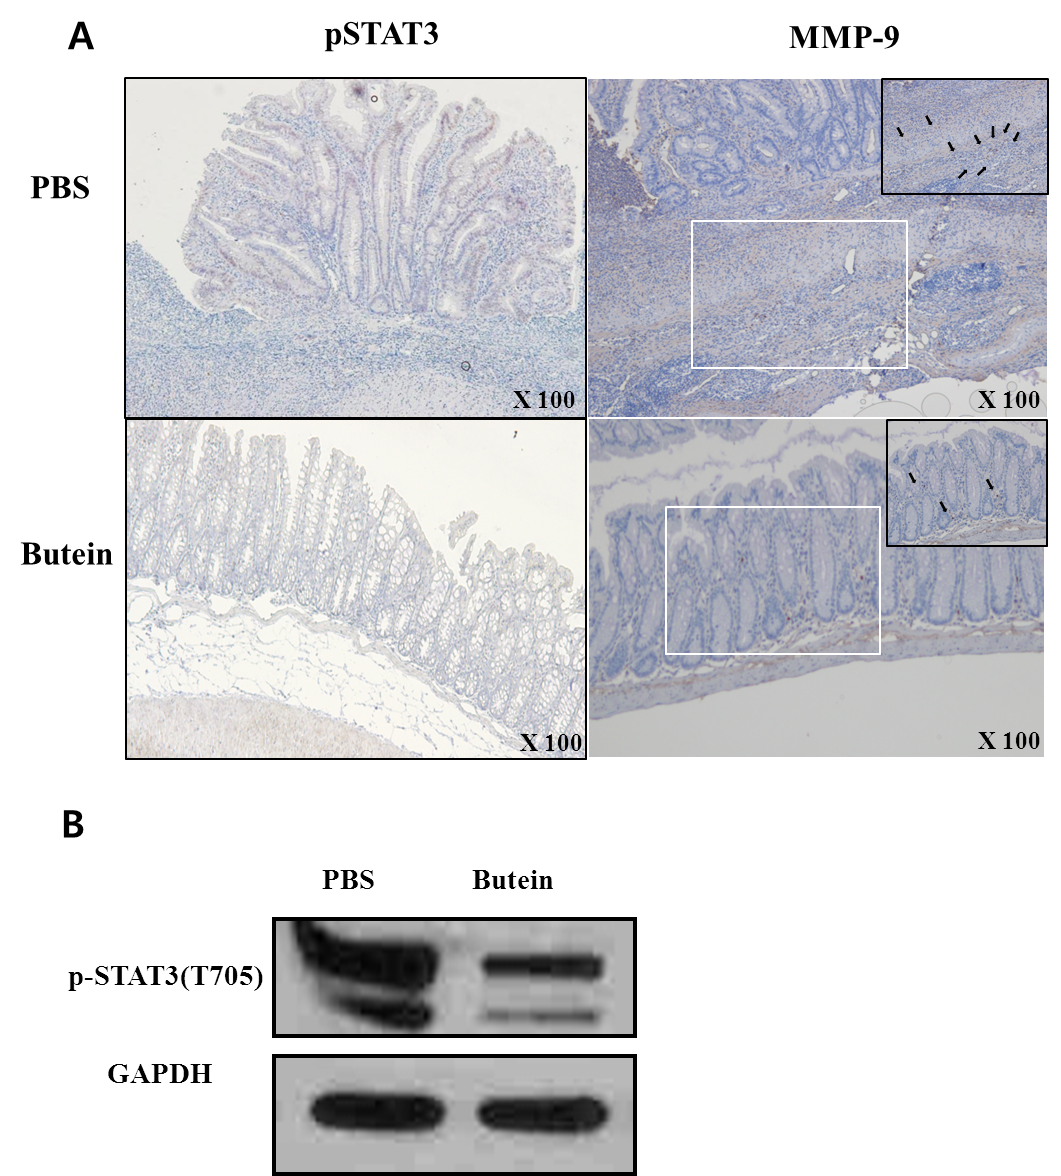 A
pSTAT3
MMP-9
PBS
X 100
X 100
Butein
X 100
X 100
B
PBS
Butein
p-STAT3(T705)
GAPDH